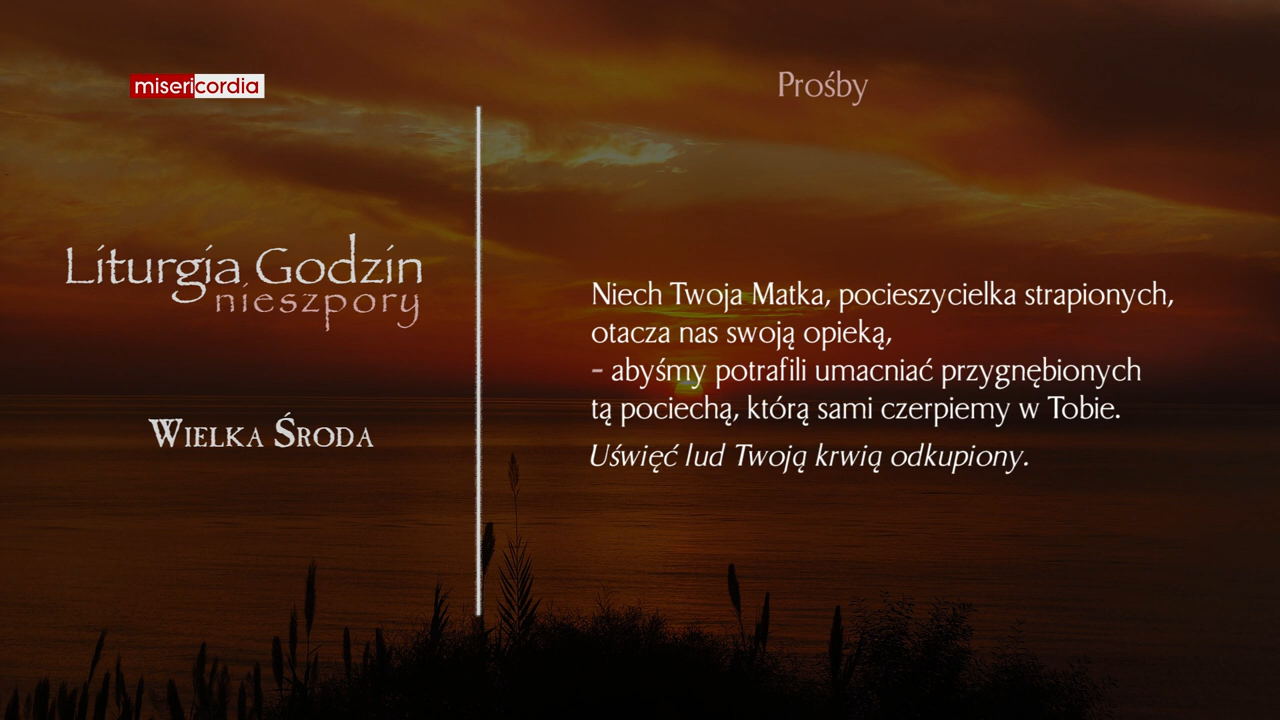 misericordia
Prośby
Liturgia Godzin
nieszpory
Wielka Środa
Niech Twoja Matka, pocieszycielka strapionych,
otacza nas swoją opieką,
- abyśmy potrafili umacniać przygnębionych
tą pociechą, którą sami czerpiemy w Tobie.
Uświęć lud Twoją krwią odkupiony.